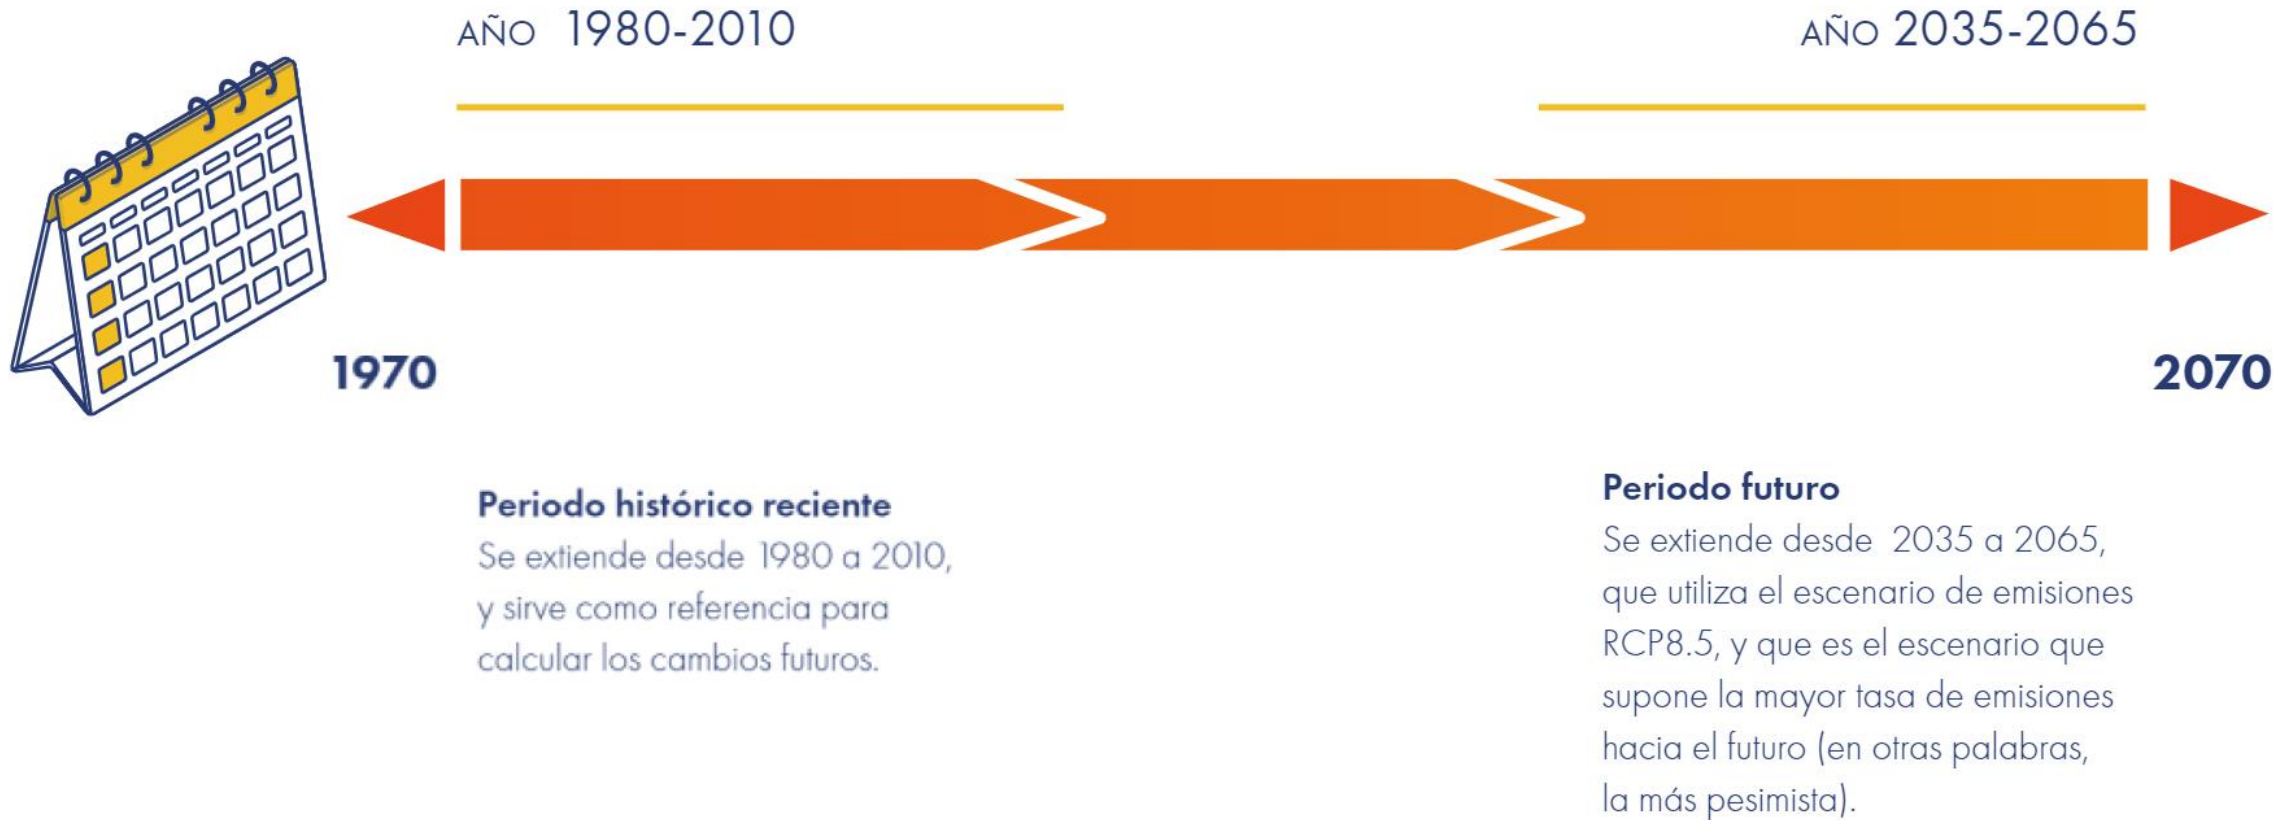 AÑO 1980-2010
AÑO 2035-2065
1970
2070
Periodo histórico reciente
Se extiende desde 1980 a 2010,
y sirve como referencia para
calcular los cambios futuros.
Periodo futuro
Se extiende desde 2035 a 2065,
que utiliza el escenario de emisiones
RCP8.5, y que es el escenario que
supone la mayor tasa de emisiones
hacia el futuro (en otras palabras,
la más pesimista).